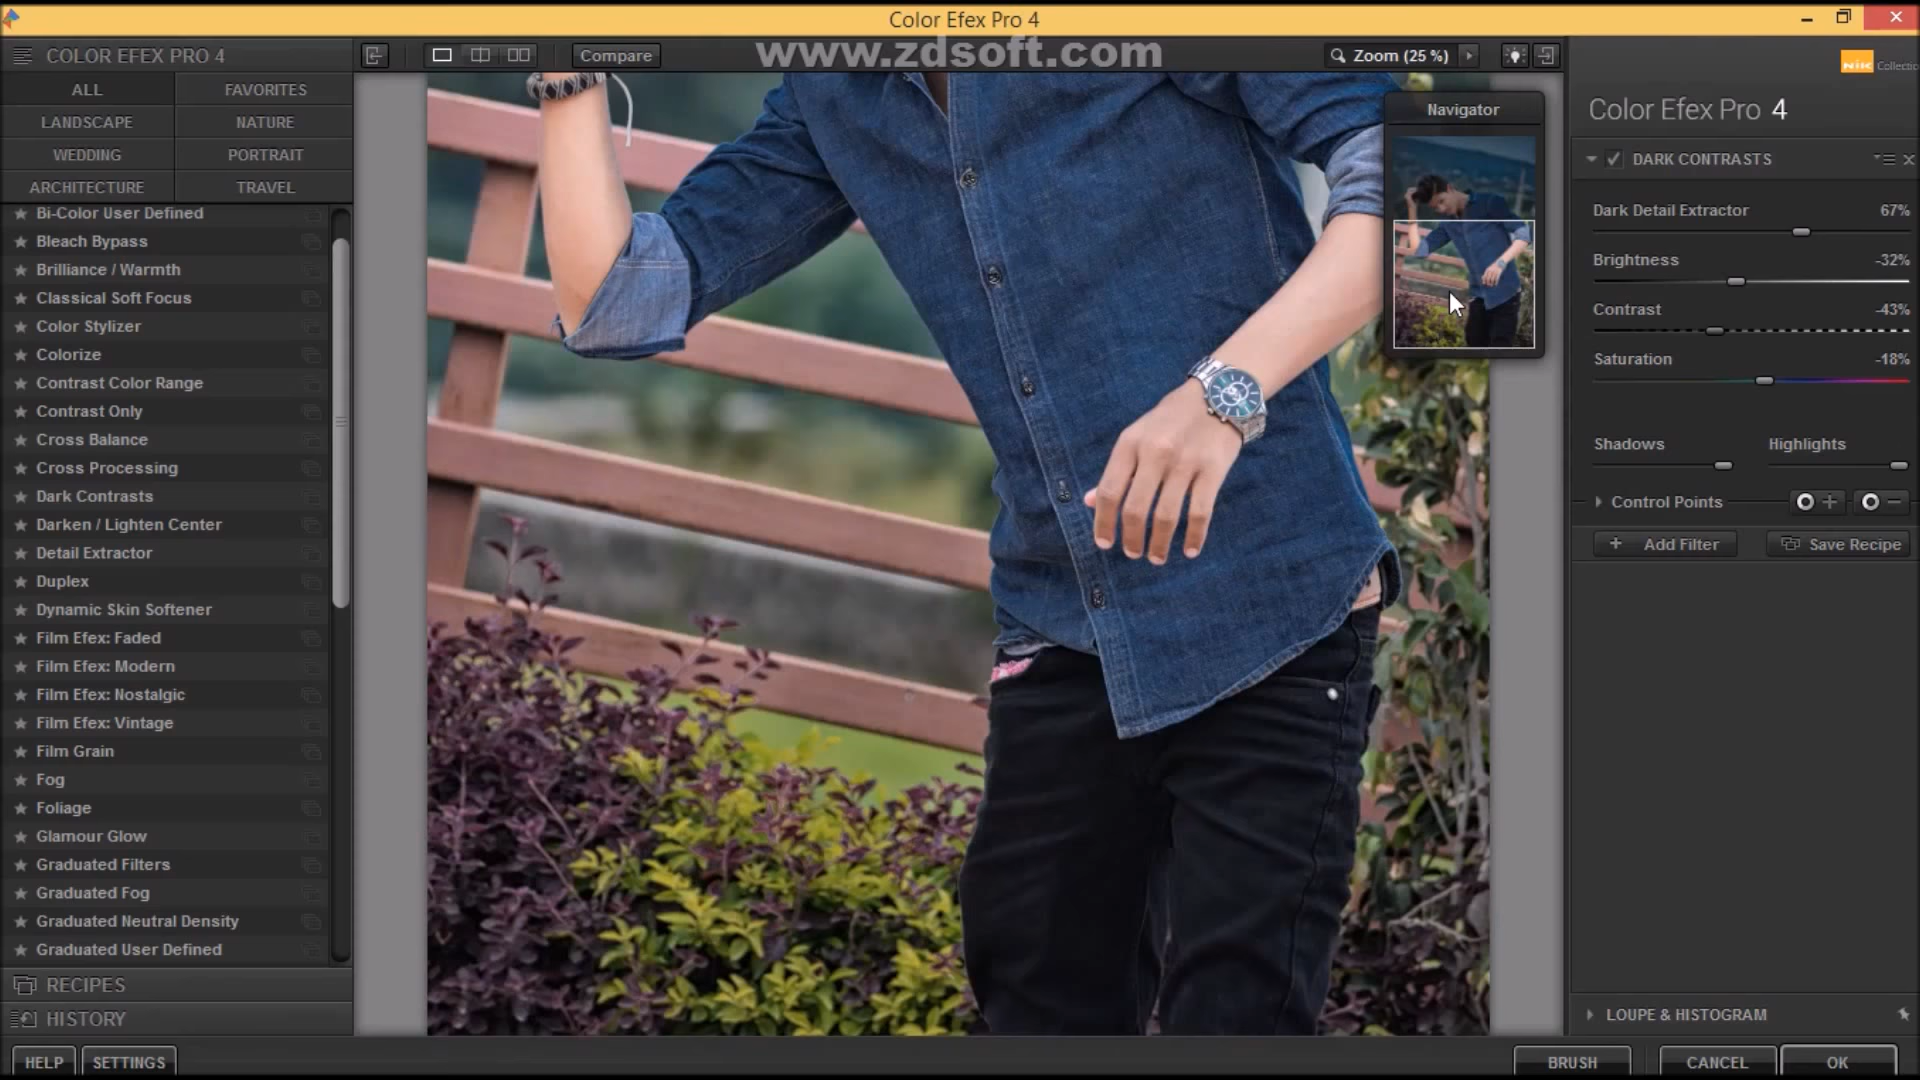 Color Efex Pro 4
COLOR EFEX PRO 4
Compare
www.zdsoft.com
Zoom (25 %)
Nik Collectio
ALL
FAVORITES
LANDSCAPE
NATURE
WEDDING
PORTRAIT
ARCHITECTURE
TRAVEL
Bi-Color User Defined
Bleach Bypass
Brilliance / Warmth
Classical Soft Focus
Color Stylizer
Colorize
Contrast Color Range
Contrast Only
Cross Balance
Cross Processing
Dark Contrasts
Darken / Lighten Center
Detail Extractor
Duplex
Dynamic Skin Softener
Film Efex: Faded
Film Efex: Modern
Film Efex: Nostalgic
Film Efex: Vintage
Film Grain
Fog
Foliage
Glamour Glow
Graduated Filters
Graduated Fog
Graduated Neutral Density
Graduated User Defined
RECIPES
HISTORY
HELP
SETTINGS
Navigator
Color Efex Pro 4
DARK CONTRASTS
Dark Detail Extractor 67%
Brightness -32%
Contrast -43%
Saturation -18%
Shadows
Highlights
Control Points
Add Filter
Save Recipe
LOUPE & HISTOGRAM
BRUSH
CANCEL
OK